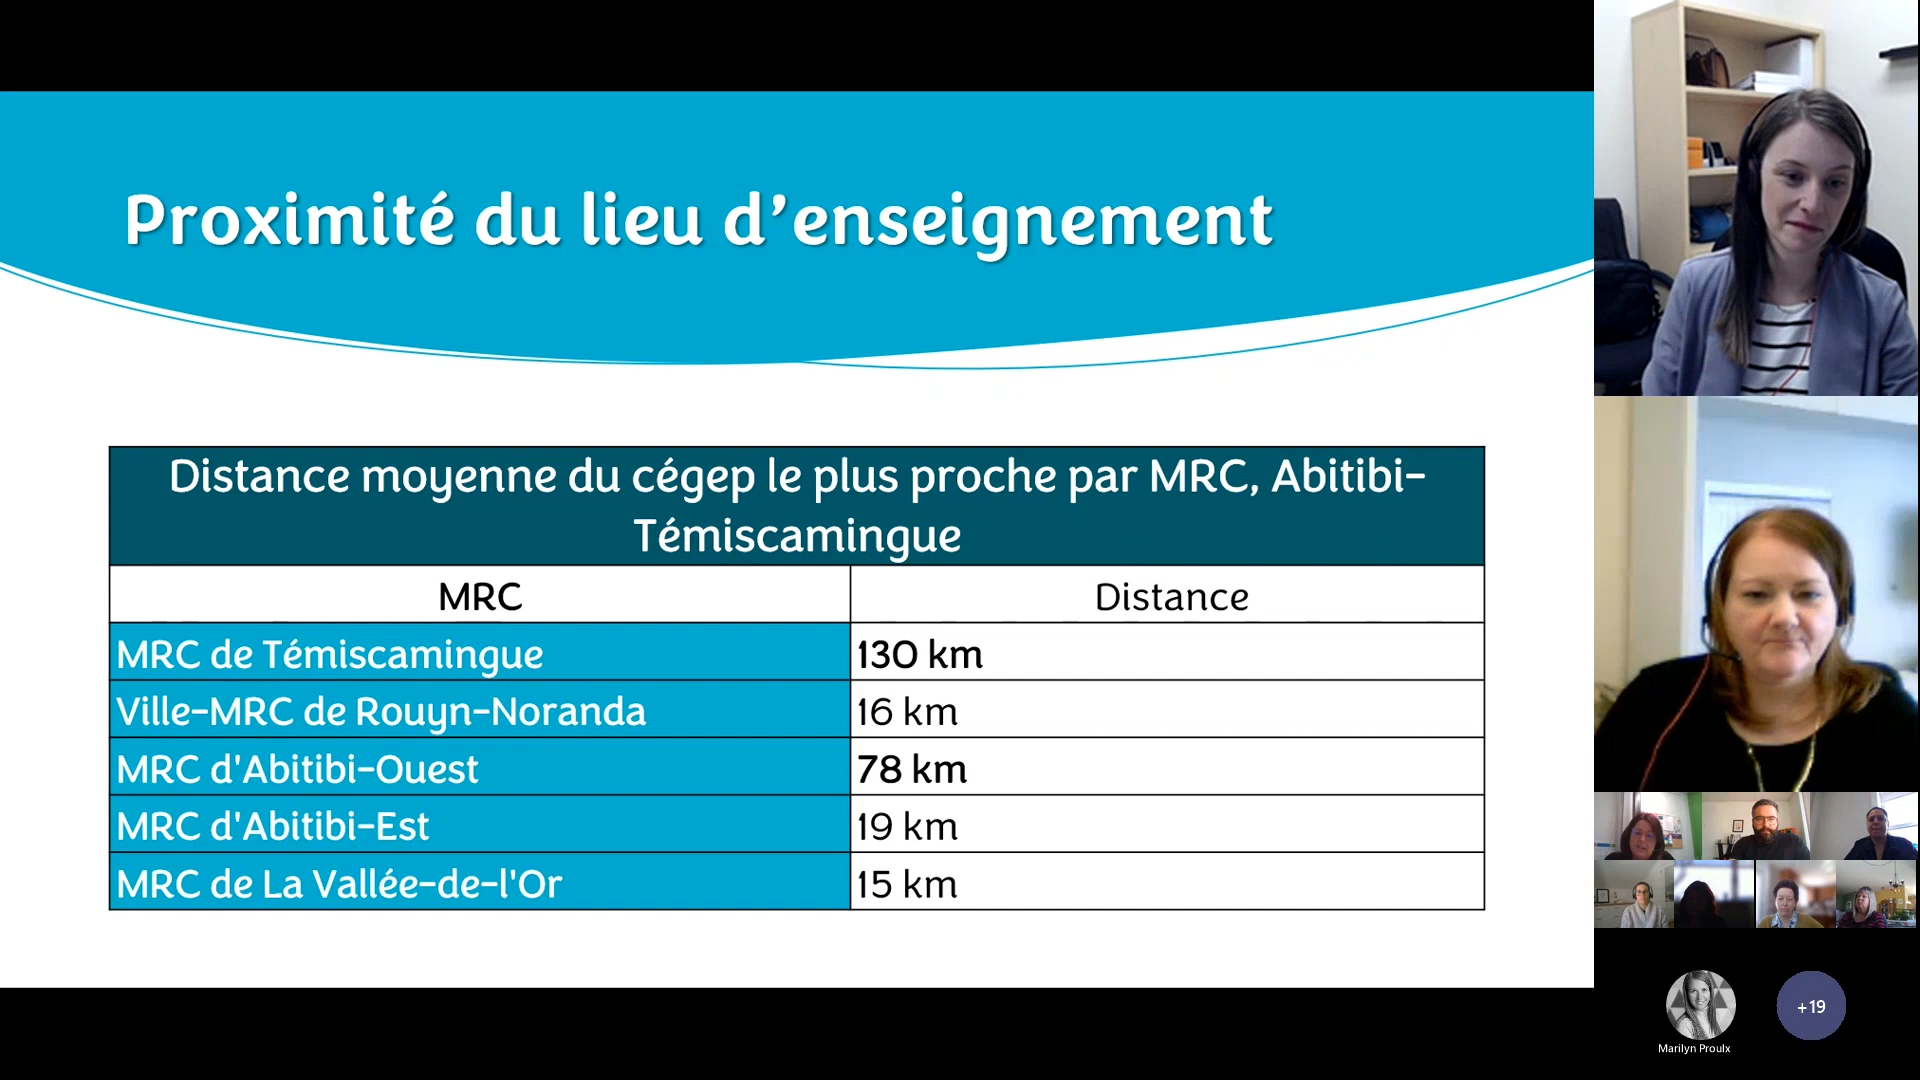 Proximité du lieu d’enseignement
Distance moyenne du cégep le plus proche par MRC, Abitibi-
Témiscamingue
MRC
Distance
MRC de Témiscamingue
130 km
Ville-MRC de Rouyn-Noranda
16 km
MRC d'Abitibi-Ouest
78 km
MRC d'Abitibi-Est
19 km
MRC de La Vallée-de-l'Or
15 km
+19
Marilyn Proulx